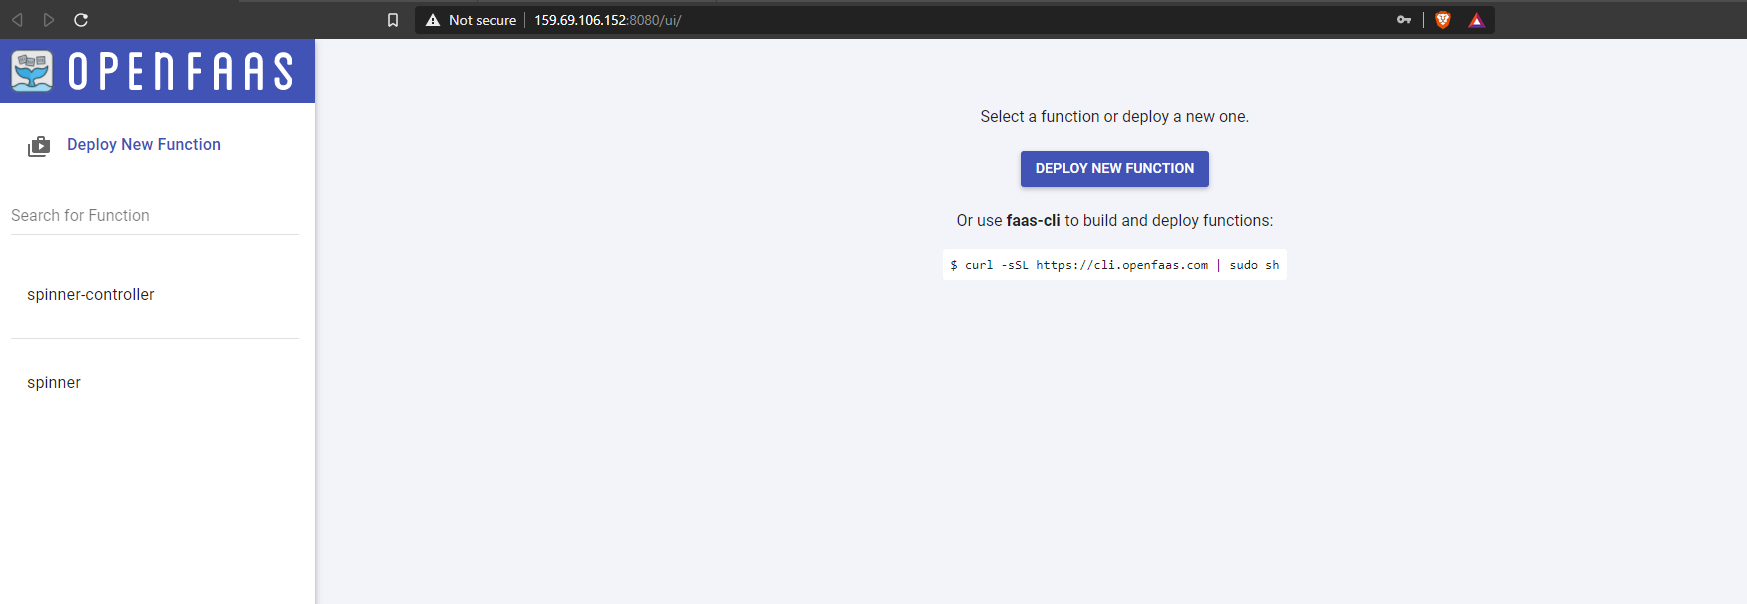 Not secure 159.69.106.152:8080/ui/
OPENFAAS
Deploy New Function
Search for Function
spinner-controller
spinner
Select a function or deploy a new one.
DEPLOY NEW FUNCTION
Or use faas-cli to build and deploy functions:
$ curl -sSL https://cli.openfaas.com | sudo sh